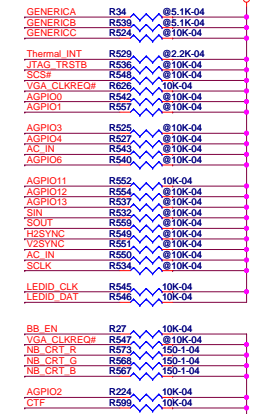 GENERICA R34 @5.1K-04
GENERICB R539 @5.1K-04
GENERICC R524 @10K-04
Thermal_INT R529 @2.2K-04
JTAG_TRSTB R536 @10K-04
SCS# R548 @10K-04
VGA_CLKREQ# R626 10K-04
AGPIO0 R542 @10K-04
AGPIO1 R557 @10K-04
AGPIO3 R525 @10K-04
AGPIO4 R527 @10K-04
AC_IN R543 @10K-04
AGPIO6 R540 @10K-04
AGPIO11 R552 10K-04
AGPIO12 R554 @10K-04
AGPIO13 R537 @10K-04
SIN R532 @10K-04
SOUT R559 @10K-04
H2SYNC R549 @10K-04
V2SYNC R551 @10K-04
AC_IN R550 @10K-04
SCLK R534 @10K-04
LEDID_CLK R545 10K-04
LEDID_DAT R546 10K-04
BB_EN R27 10K-04
VGA_CLKREQ# R547 @10K-04
NB_CRT_R R573 150-1-04
NB_CRT_G R568 150-1-04
NB_CRT_B R567 150-1-04
AGPIO2 R224 10K-04
CTF R599 10K-04